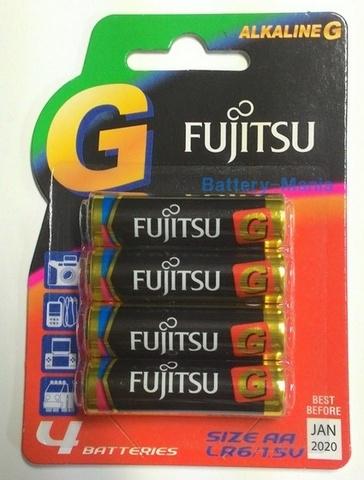 ALKALINE G
G
FUJITSU
Battery-Mania
FUJITSU G
FUJITSU G
FUJITSU G
FUJITSU G
4 BATTERIES
SIZE AA
LR6/1.5V
BEST
BEFORE
JAN
2020